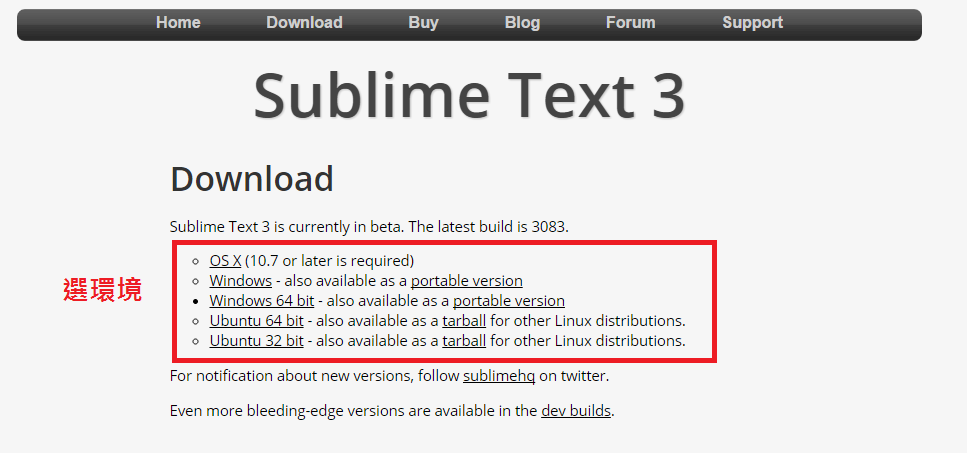 Home Download Buy Blog Forum Support
Sublime Text 3
Download
Sublime Text 3 is currently in beta. The latest build is 3083.
OS X (10.7 or later is required)
Windows - also available as a portable version
選環境
Windows 64 bit - also available as a portable version
Ubuntu 64 bit - also available as a tarball for other Linux distributions.
Ubuntu 32 bit - also available as a tarball for other Linux distributions.
For notification about new versions, follow sublimehq on twitter.
Even more bleeding-edge versions are available in the dev builds.